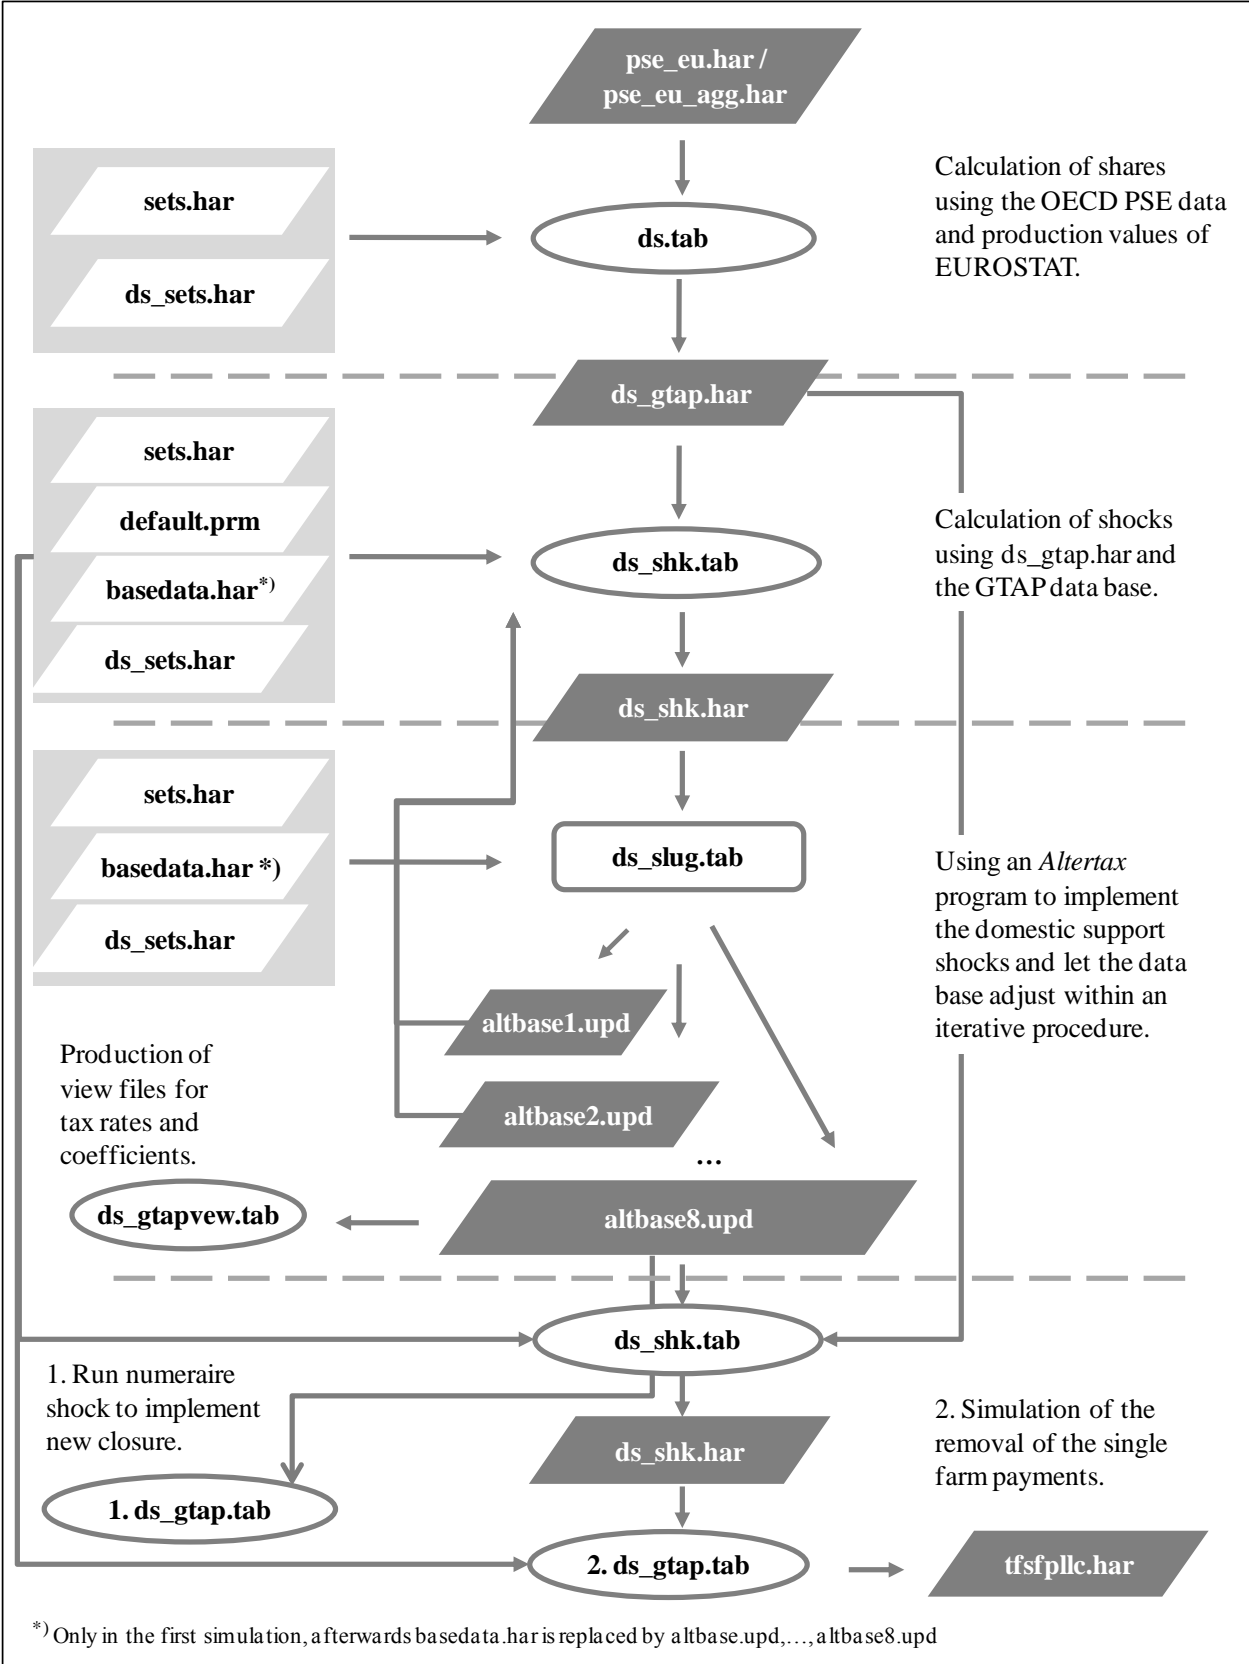 pse_eu.har /
pse_eu_agg.har
sets.har
ds_sets.har
ds.tab
Calculation of shares
using the OECD PSE data
and production values of
EUROSTAT.
ds_gtap.har
sets.har
default.prm
basedata.har*)
ds_sets.har
ds_shk.tab
Calculation of shocks
using ds_gtap.har and
the GTAP data base.
ds_shk.har
sets.har
basedata.har *)
ds_sets.har
ds_slug.tab
Using an Altertax
program to implement
the domestic support
shocks and let the data
base adjust within an
iterative procedure.
altbase1.upd
altbase2.upd
...
Production of
view files for
tax rates and
coefficients.
ds_gtapvew.tab
altbase8.upd
ds_shk.tab
1. Run numeraire
shock to implement
new closure.
1. ds_gtap.tab
ds_shk.har
2. Simulation of the
removal of the single
farm payments.
2. ds_gtap.tab
tfsfpllc.har
*) Only in the first simulation, afterwards basedata.har is replaced by altbase.upd,..., altbase8.upd